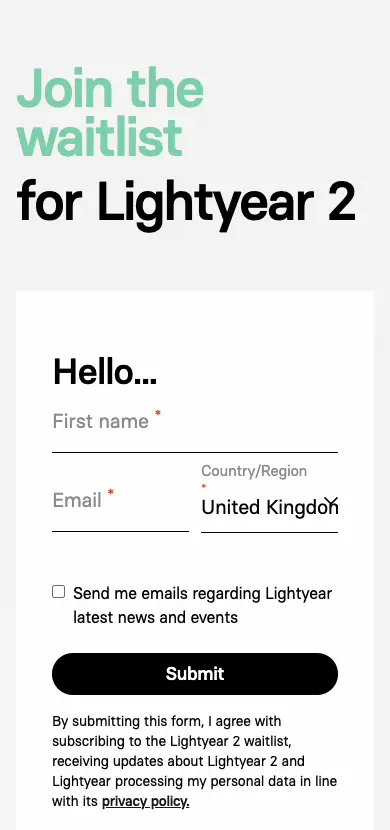 Join the
waitlist
for Lightyear 2
Hello...
First name *
Country/Region
*
Email *
United Kingdom
Send me emails regarding Lightyear
latest news and events
Submit
By submitting this form, I agree with
subscribing to the Lightyear 2 waitlist,
receiving updates about Lightyear 2 and
Lightyear processing my personal data in line
with its privacy policy.